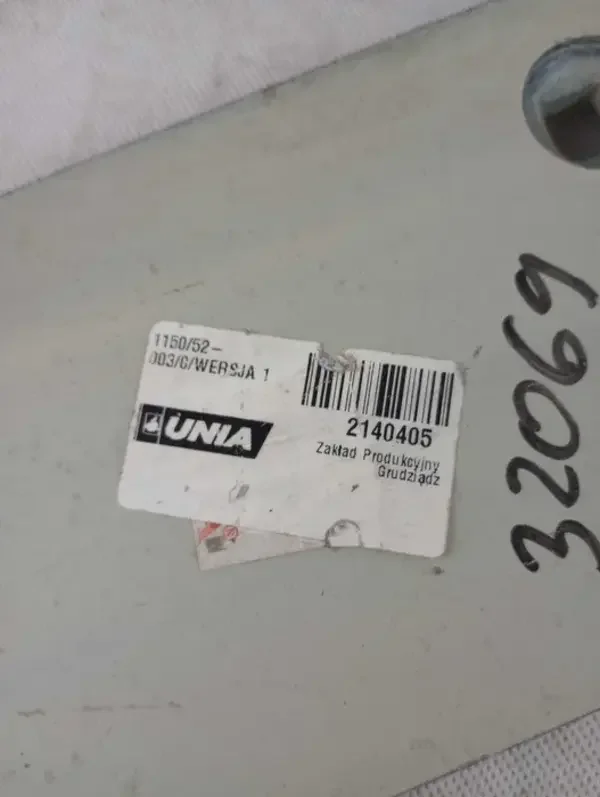 1150/52-
003/G/WERSJA 1
UNIA
2140405
Zakład Produkcyjny
Grudziądz
32069